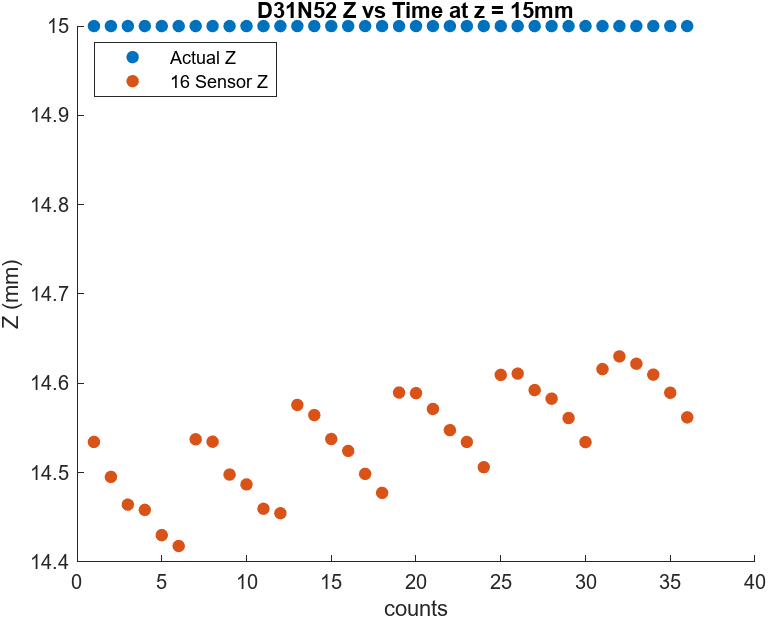 D31N52 Z vs Time at z = 15mm
15
Actual Z
16 Sensor Z
14.9
14.8
14.7
14.6
14.5
14.4
Z (mm)
0 5 10 15 20 25 30 35 40
counts